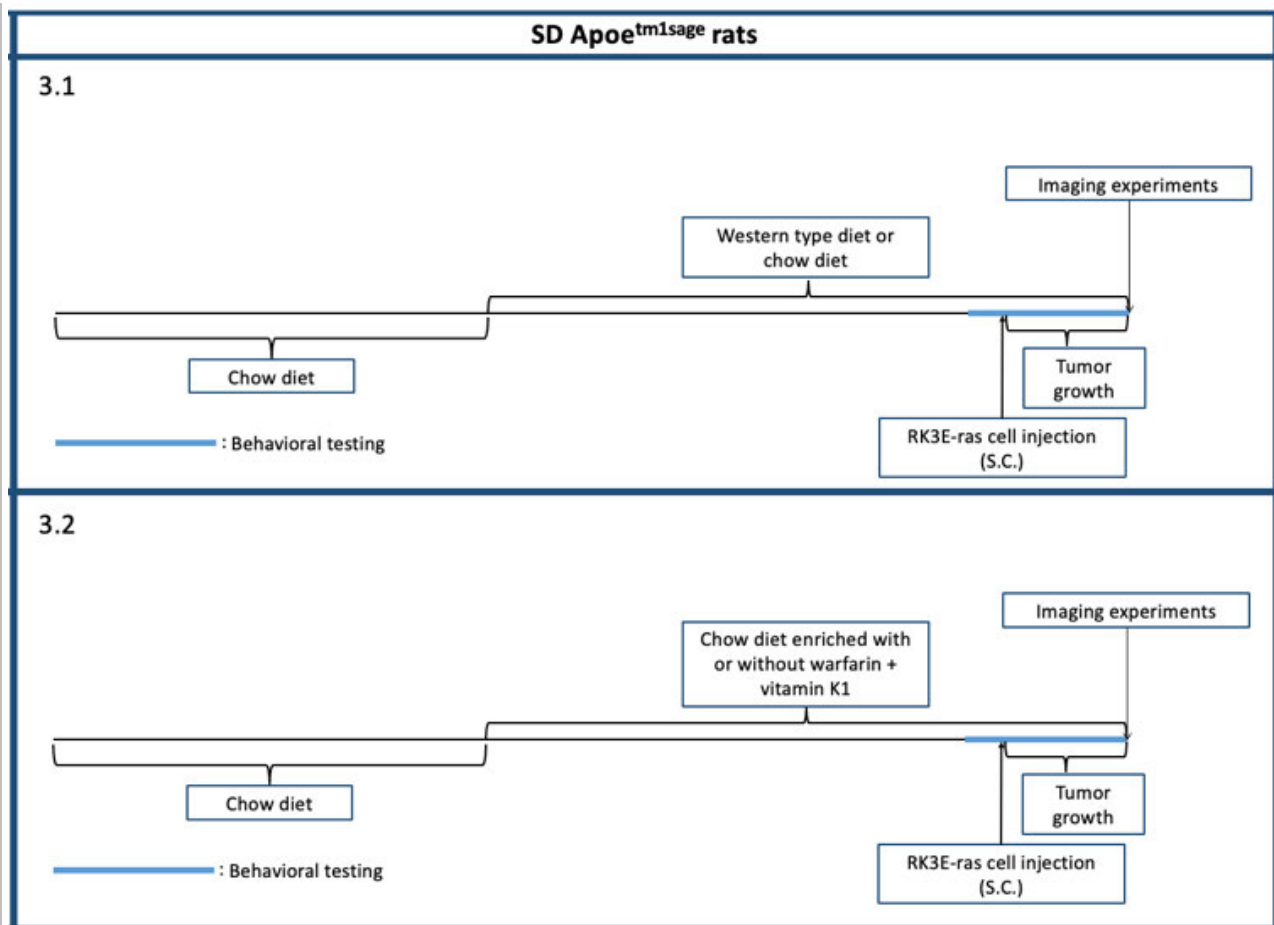 SD Apoetm1sage rats
3.1
Imaging experiments
Western type diet or
chow diet
Chow diet
Tumor
growth
RK3E-ras cell injection
(S.C.)
: Behavioral testing
3.2
Imaging experiments
Chow diet enriched with
or without warfarin +
vitamin K1
Chow diet
Tumor
growth
RK3E-ras cell injection
(S.C.)
: Behavioral testing